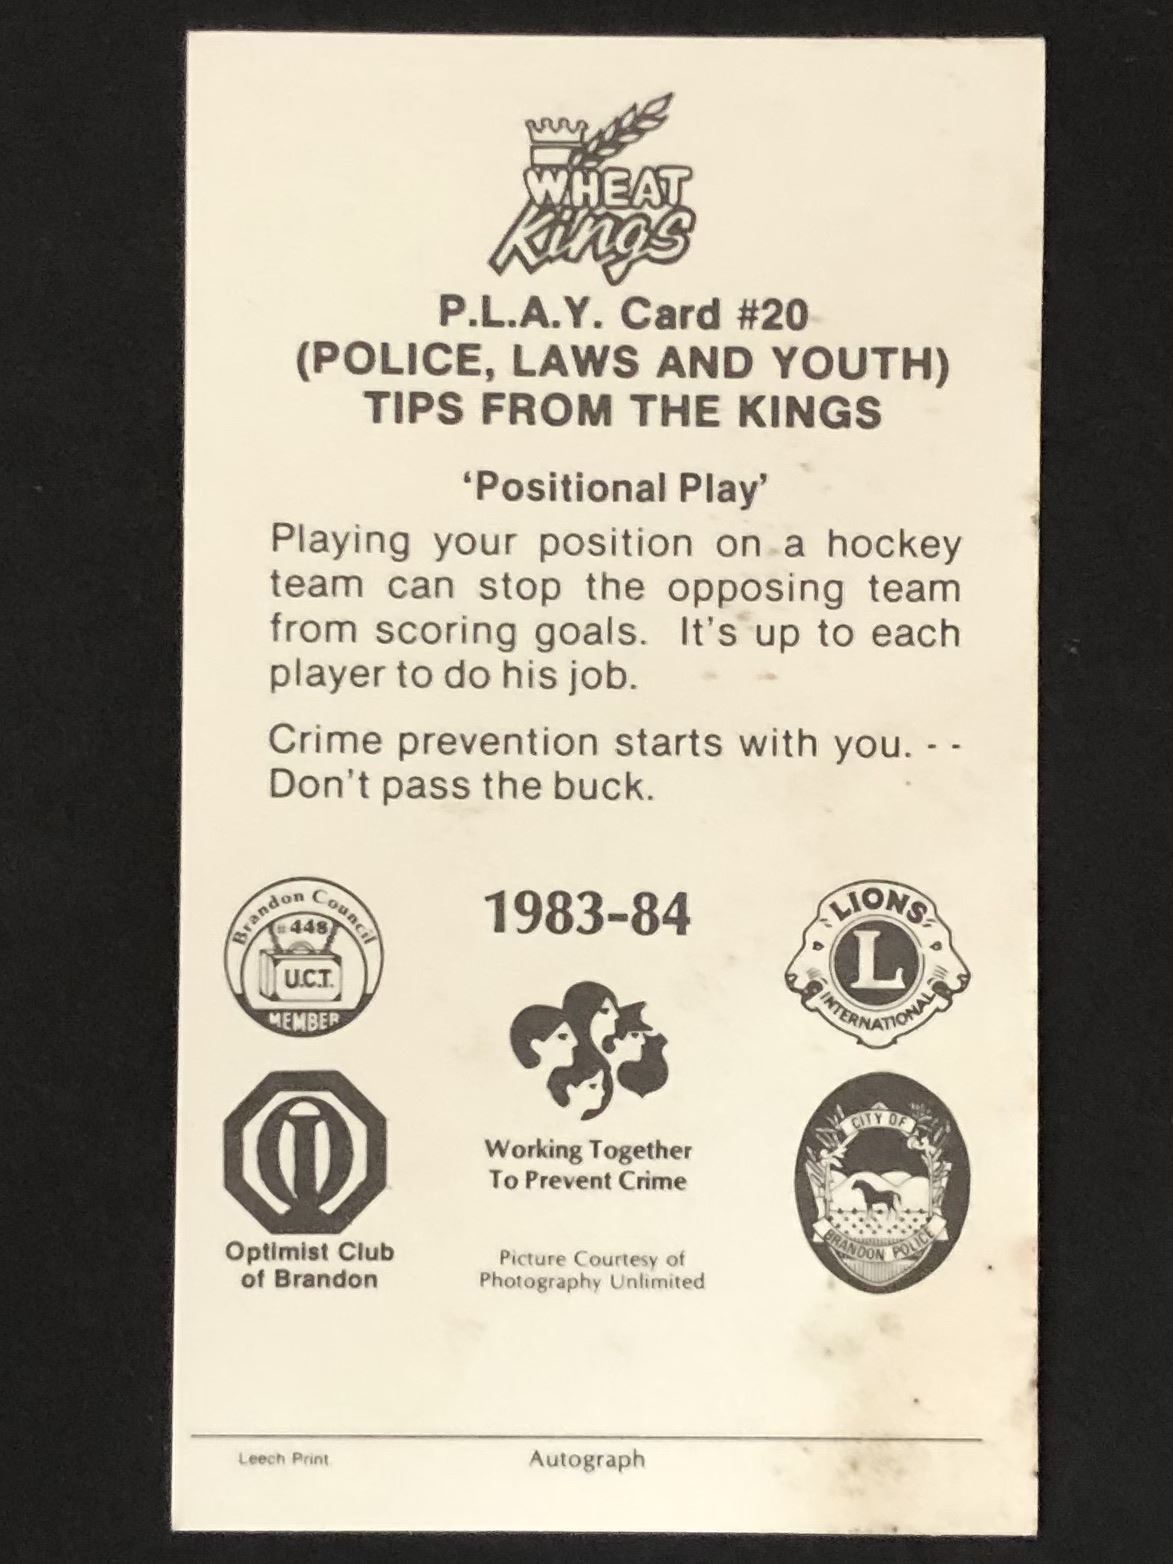 WHEAT
Kings
P.L.A.Y. Card #20
(POLICE, LAWS AND YOUTH)
TIPS FROM THE KINGS
‘Positional Play’
Playing your position on a hockey
team can stop the opposing team
from scoring goals. It's up to each
player to do his job.
Crime prevention starts with you. - -
Don't pass the buck.
Brandon Council
#448
U.C.T.
MEMBER
1983-84
LIONS
L
INTERNATIONAL
Optimist Club
of Brandon
Working Together
To Prevent Crime
Picture Courtesy of
Photography Unlimited
CITY OF
BRANDON POLICE
Leech Print
Autograph